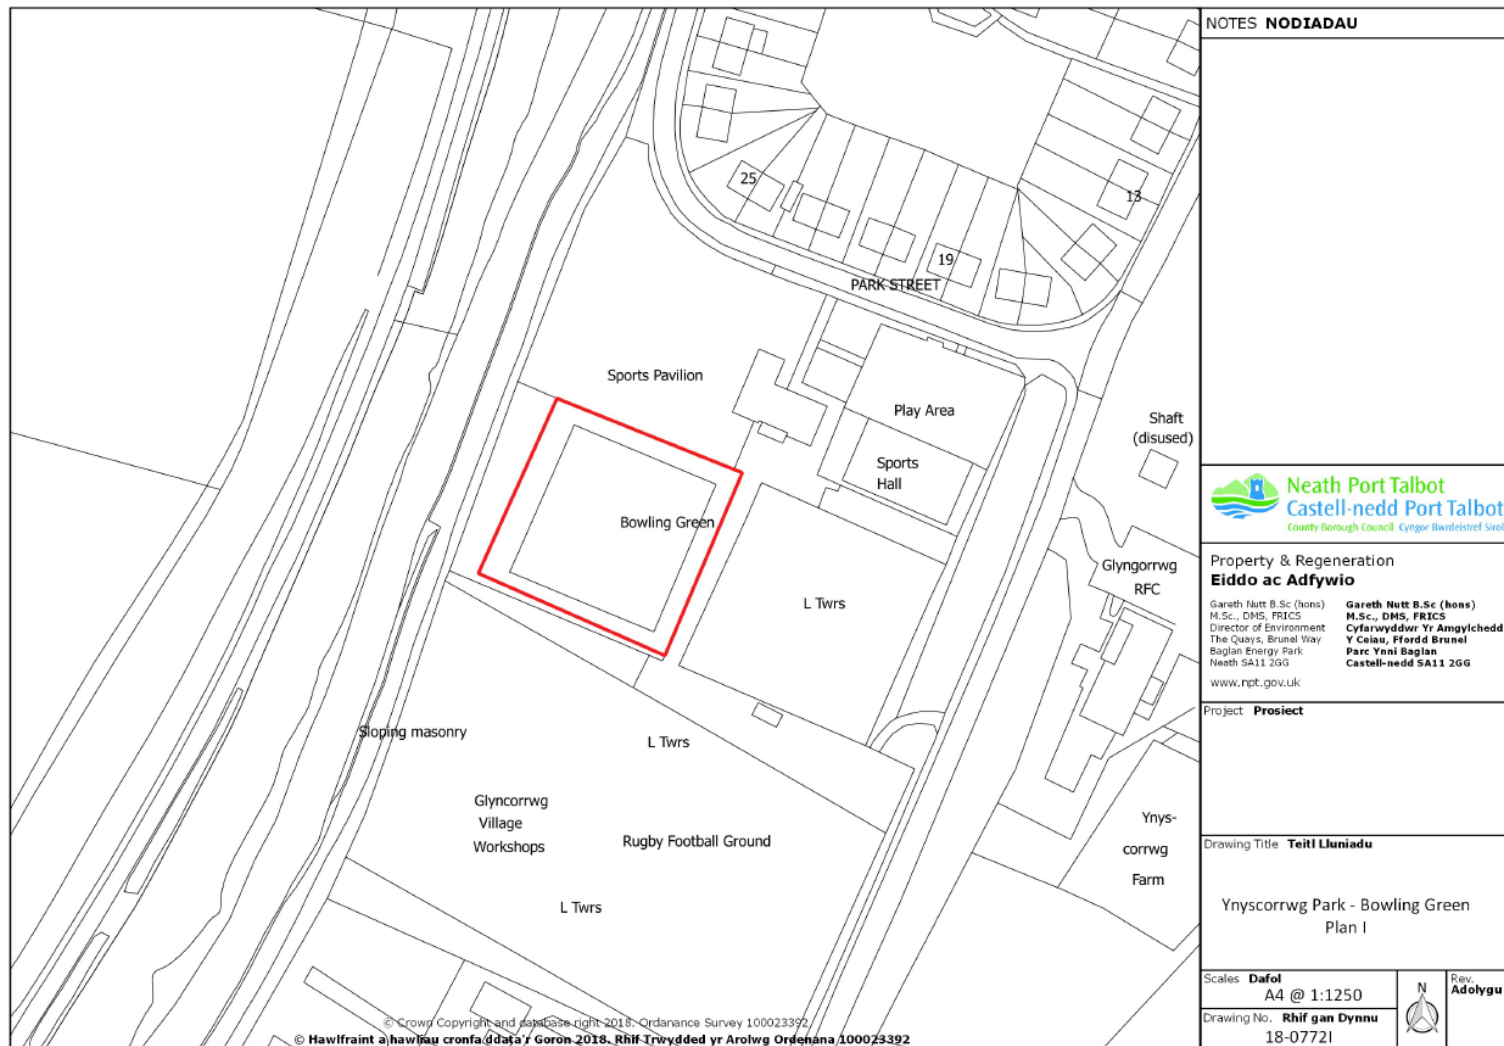 25
13
19
PARK STREET
Sports Pavilion
Play Area
Shaft
(disused)
Sports
Hall
Bowling Green
Glyngorrwg
RFC
L Twrs
Sloping masonry
L Twrs
Glyncorrwg
Village
Workshops
Rugby Football Ground
Ynys-
corrwg
Farm
L Twrs
© Crown Copyright and database right 2018. Ordanance Survey 100023392
© Hawlfraint a hawliau cronfa ddata'r Goron 2018. Rhif Trwydded yr Arolwg Ordenana 100023392
NOTES NODIADAU
Neath Port Talbot
Castell-nedd Port Talbot
County Borough Council Cyngor Bwrdeistref Sirol
Property & Regeneration
Eiddo ac Adfywio
Gareth Nutt B.Sc (hons) Gareth Nutt B.Sc (hons)
M.Sc., DMS, FRICS M.Sc., DMS, FRICS
Director of Environment Cyfarwyddwr Yr Amgylchedd
The Quays, Brunel Way Y Ceiau, Ffordd Brunel
Baglan Energy Park Parc Ynni Baglan
Neath SA11 2GG Castell-nedd SA11 2GG
www.npt.gov.uk
Project Prosiect
Drawing Title Teitl Lluniadu
Ynyscorrwg Park - Bowling Green
Plan I
Scales Dafol
A4 @ 1:1250
N
Rev.
Adolygu
Drawing No. Rhif gan Dynnu
18-0772I